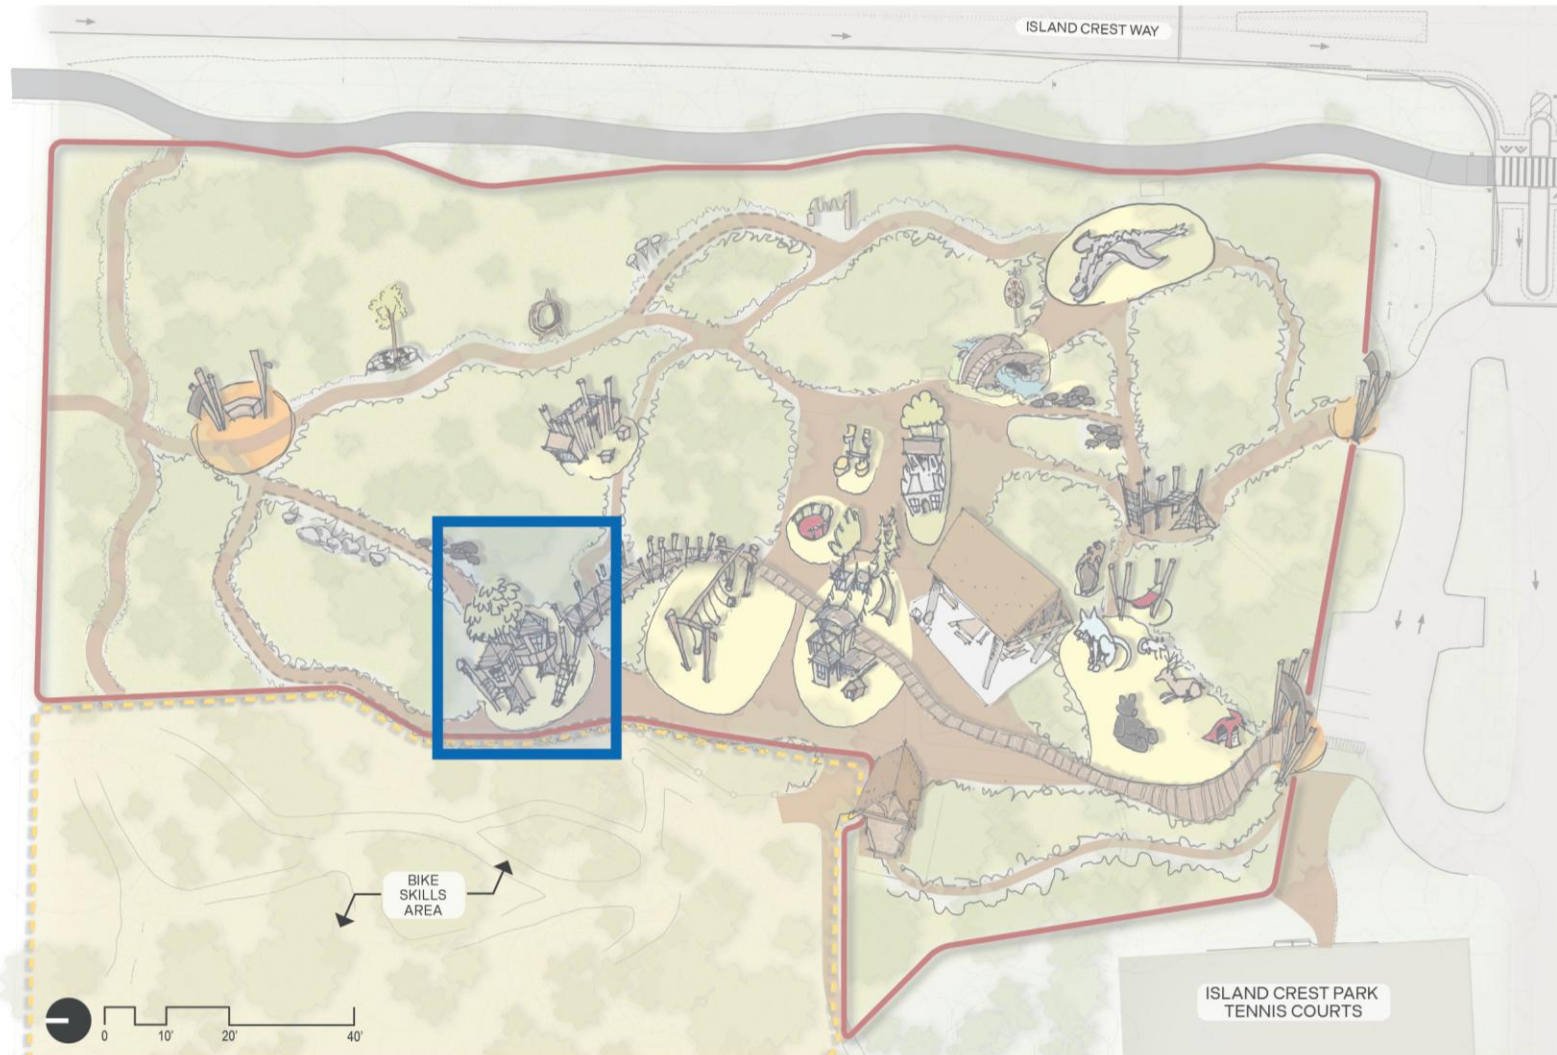 ISLAND CREST WAY
BIKE
SKILLS
AREA
ISLAND CREST PARK
TENNIS COURTS
0 10' 20' 40'